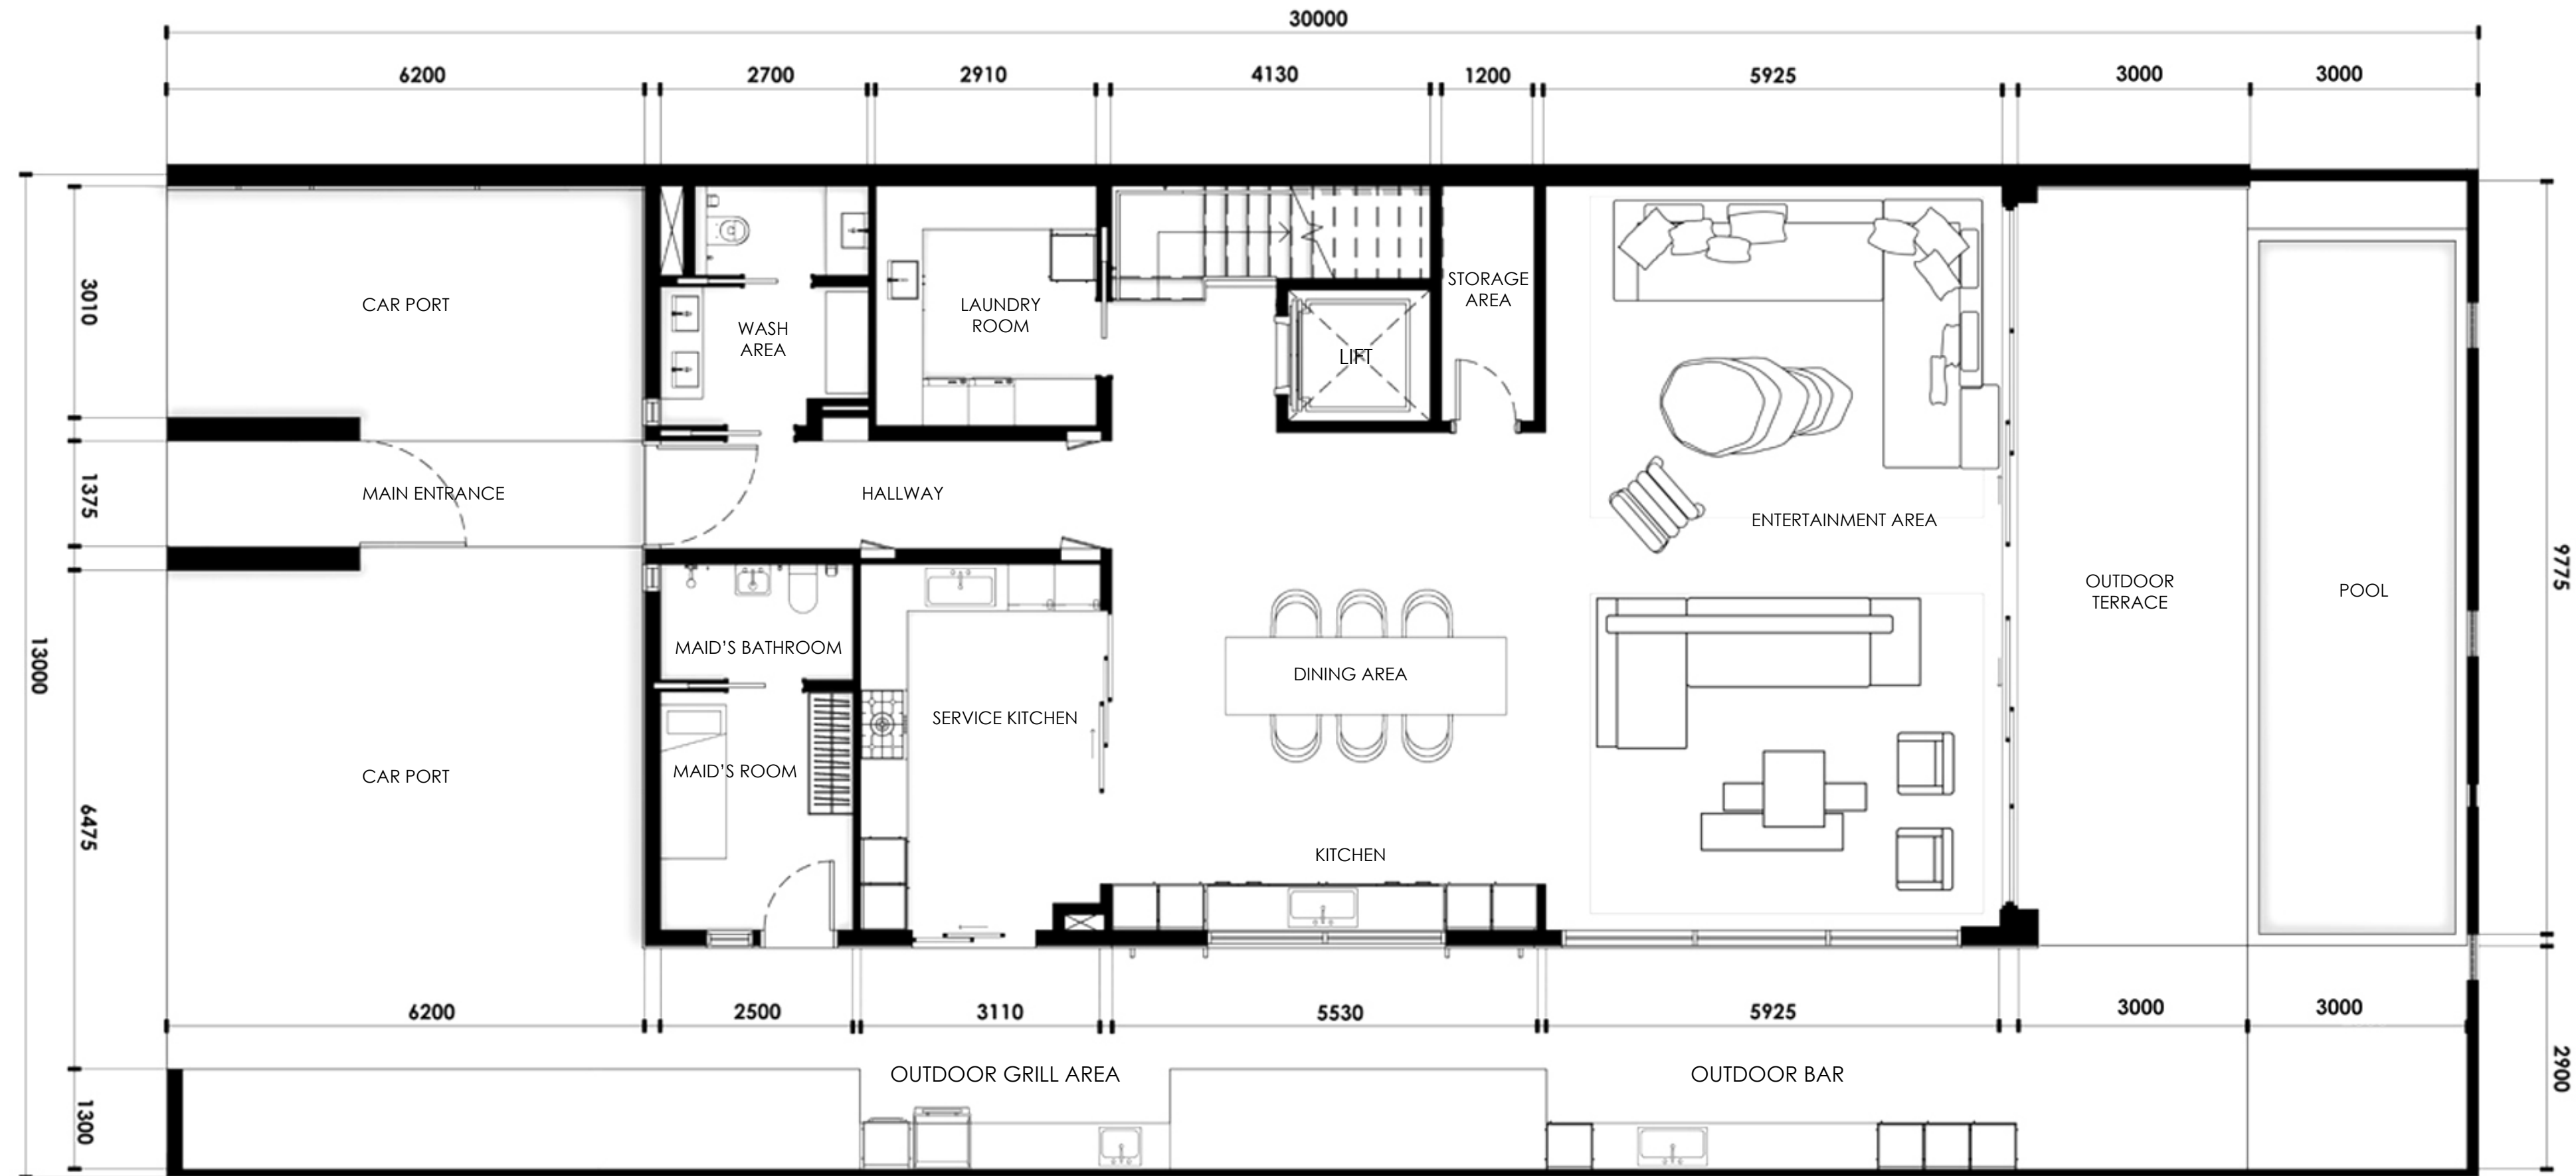 30000
6200
2700
2910
4130
1200
5925
3000
3000
3010
1375
6475
1300
13000
9775
2900
CAR PORT
WASH
AREA
LAUNDRY
ROOM
LIFT
STORAGE
AREA
MAIN ENTRANCE
HALLWAY
ENTERTAINMENT AREA
OUTDOOR
TERRACE
POOL
MAID'S BATHROOM
DINING AREA
SERVICE KITCHEN
MAID'S ROOM
CAR PORT
KITCHEN
6200
2500
3110
5530
5925
3000
3000
OUTDOOR GRILL AREA
OUTDOOR BAR